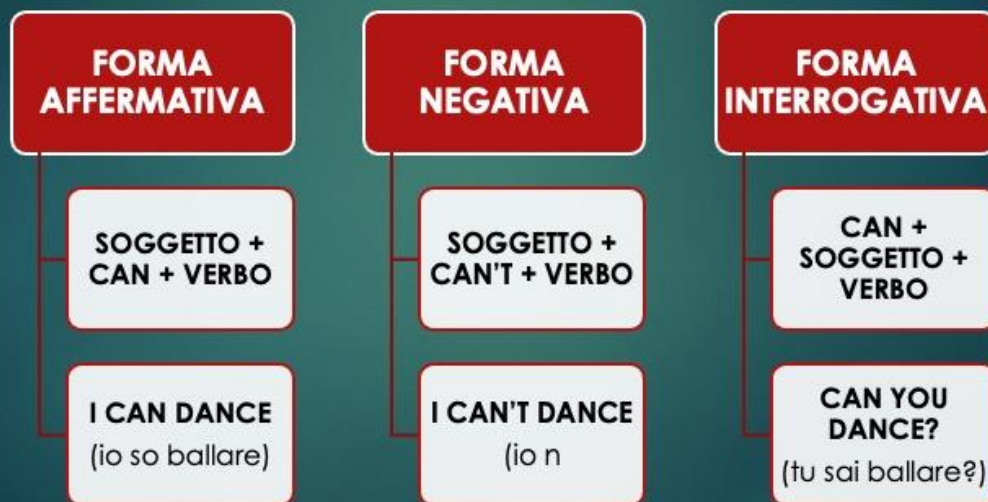 FORMA
AFFERMATIVA
SOGGETTO +
CAN + VERBO
I CAN DANCE
(io so ballare)
FORMA
NEGATIVA
SOGGETTO +
CAN'T + VERBO
I CAN'T DANCE
(io n
FORMA
INTERROGATIVA
CAN +
SOGGETTO +
VERBO
CAN YOU
DANCE?
(tu sai ballare?)